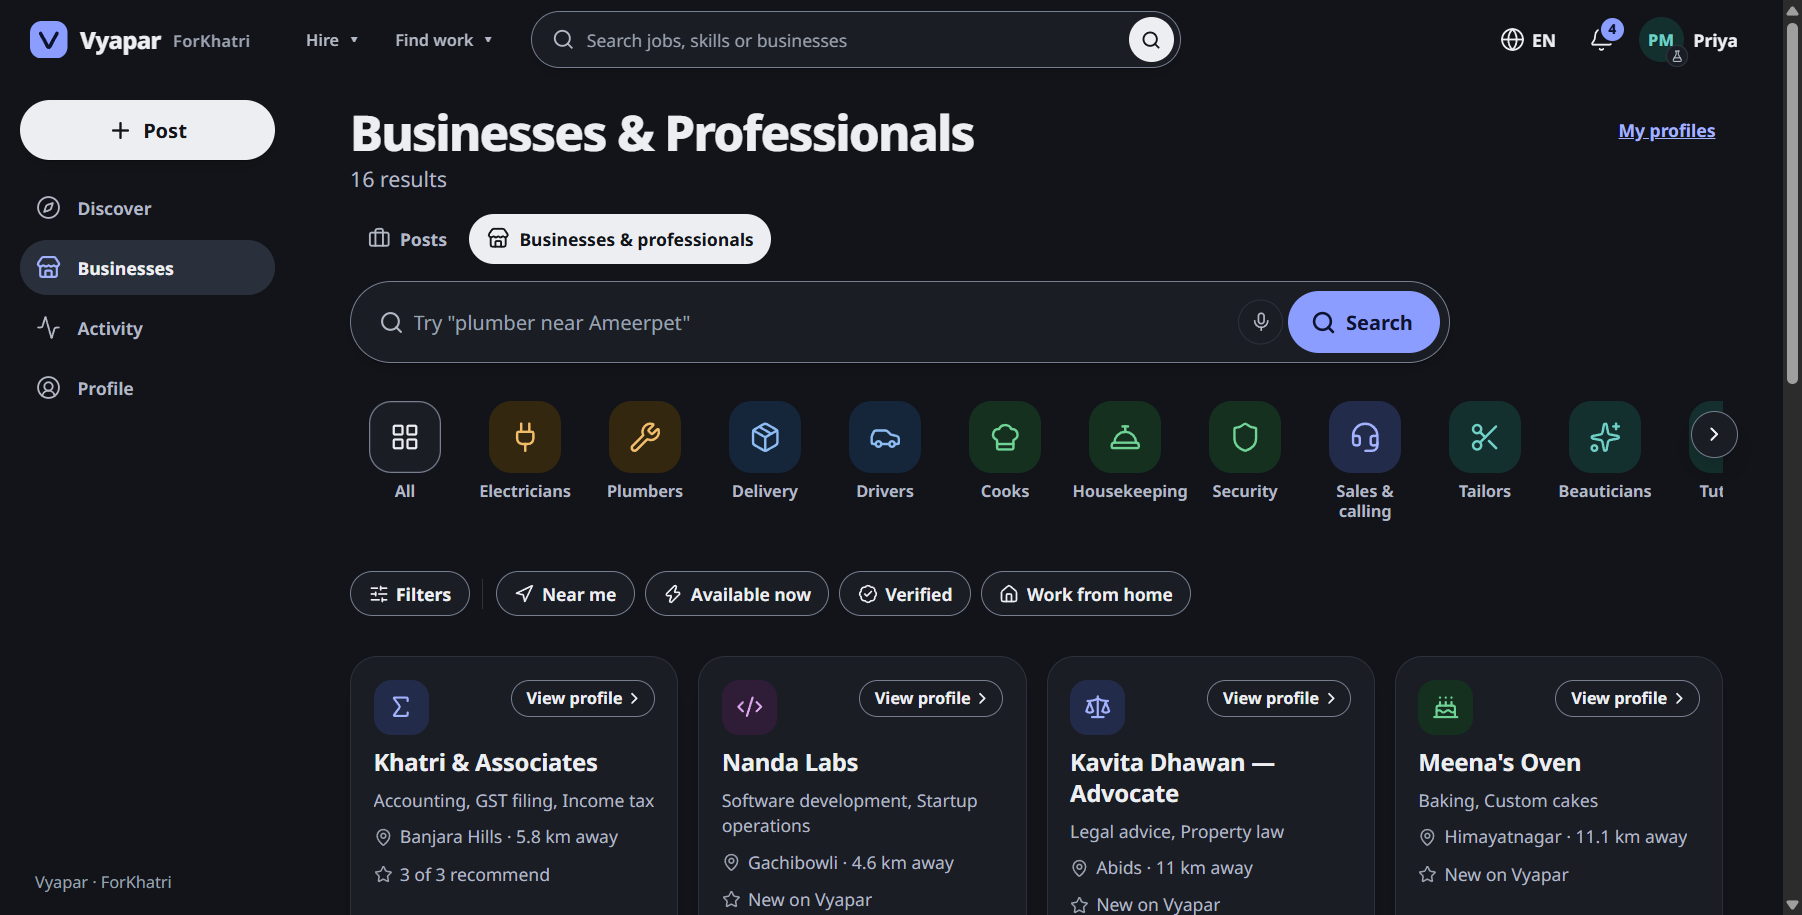 Vyapar ForKhatri
Hire
Find work
Search jobs, skills or businesses
EN
4
PM
Priya
Post
Discover
Businesses
Activity
Profile
Vyapar · ForKhatri
Businesses & Professionals
My profiles
16 results
Posts
Businesses & professionals
Try "plumber near Ameerpet"
Search
All
Electricians
Plumbers
Delivery
Drivers
Cooks
Housekeeping
Security
Sales &
calling
Tailors
Beauticians
Tut
Filters
Near me
Available now
Verified
Work from home
View profile
Khatri & Associates
Accounting, GST filing, Income tax
Banjara Hills · 5.8 km away
3 of 3 recommend
View profile
Nanda Labs
Software development, Startup
operations
Gachibowli · 4.6 km away
New on Vyapar
View profile
Kavita Dhawan —
Advocate
Legal advice, Property law
Abids · 11 km away
New on Vyapar
View profile
Meena's Oven
Baking, Custom cakes
Himayatnagar · 11.1 km away
New on Vyapar